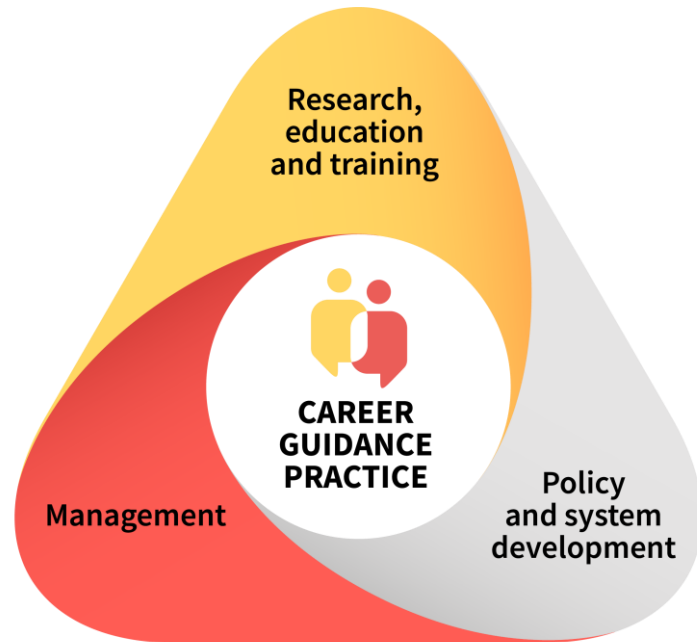 Research,
education
and training
CAREER
GUIDANCE
PRACTICE
Management
Policy
and system
development